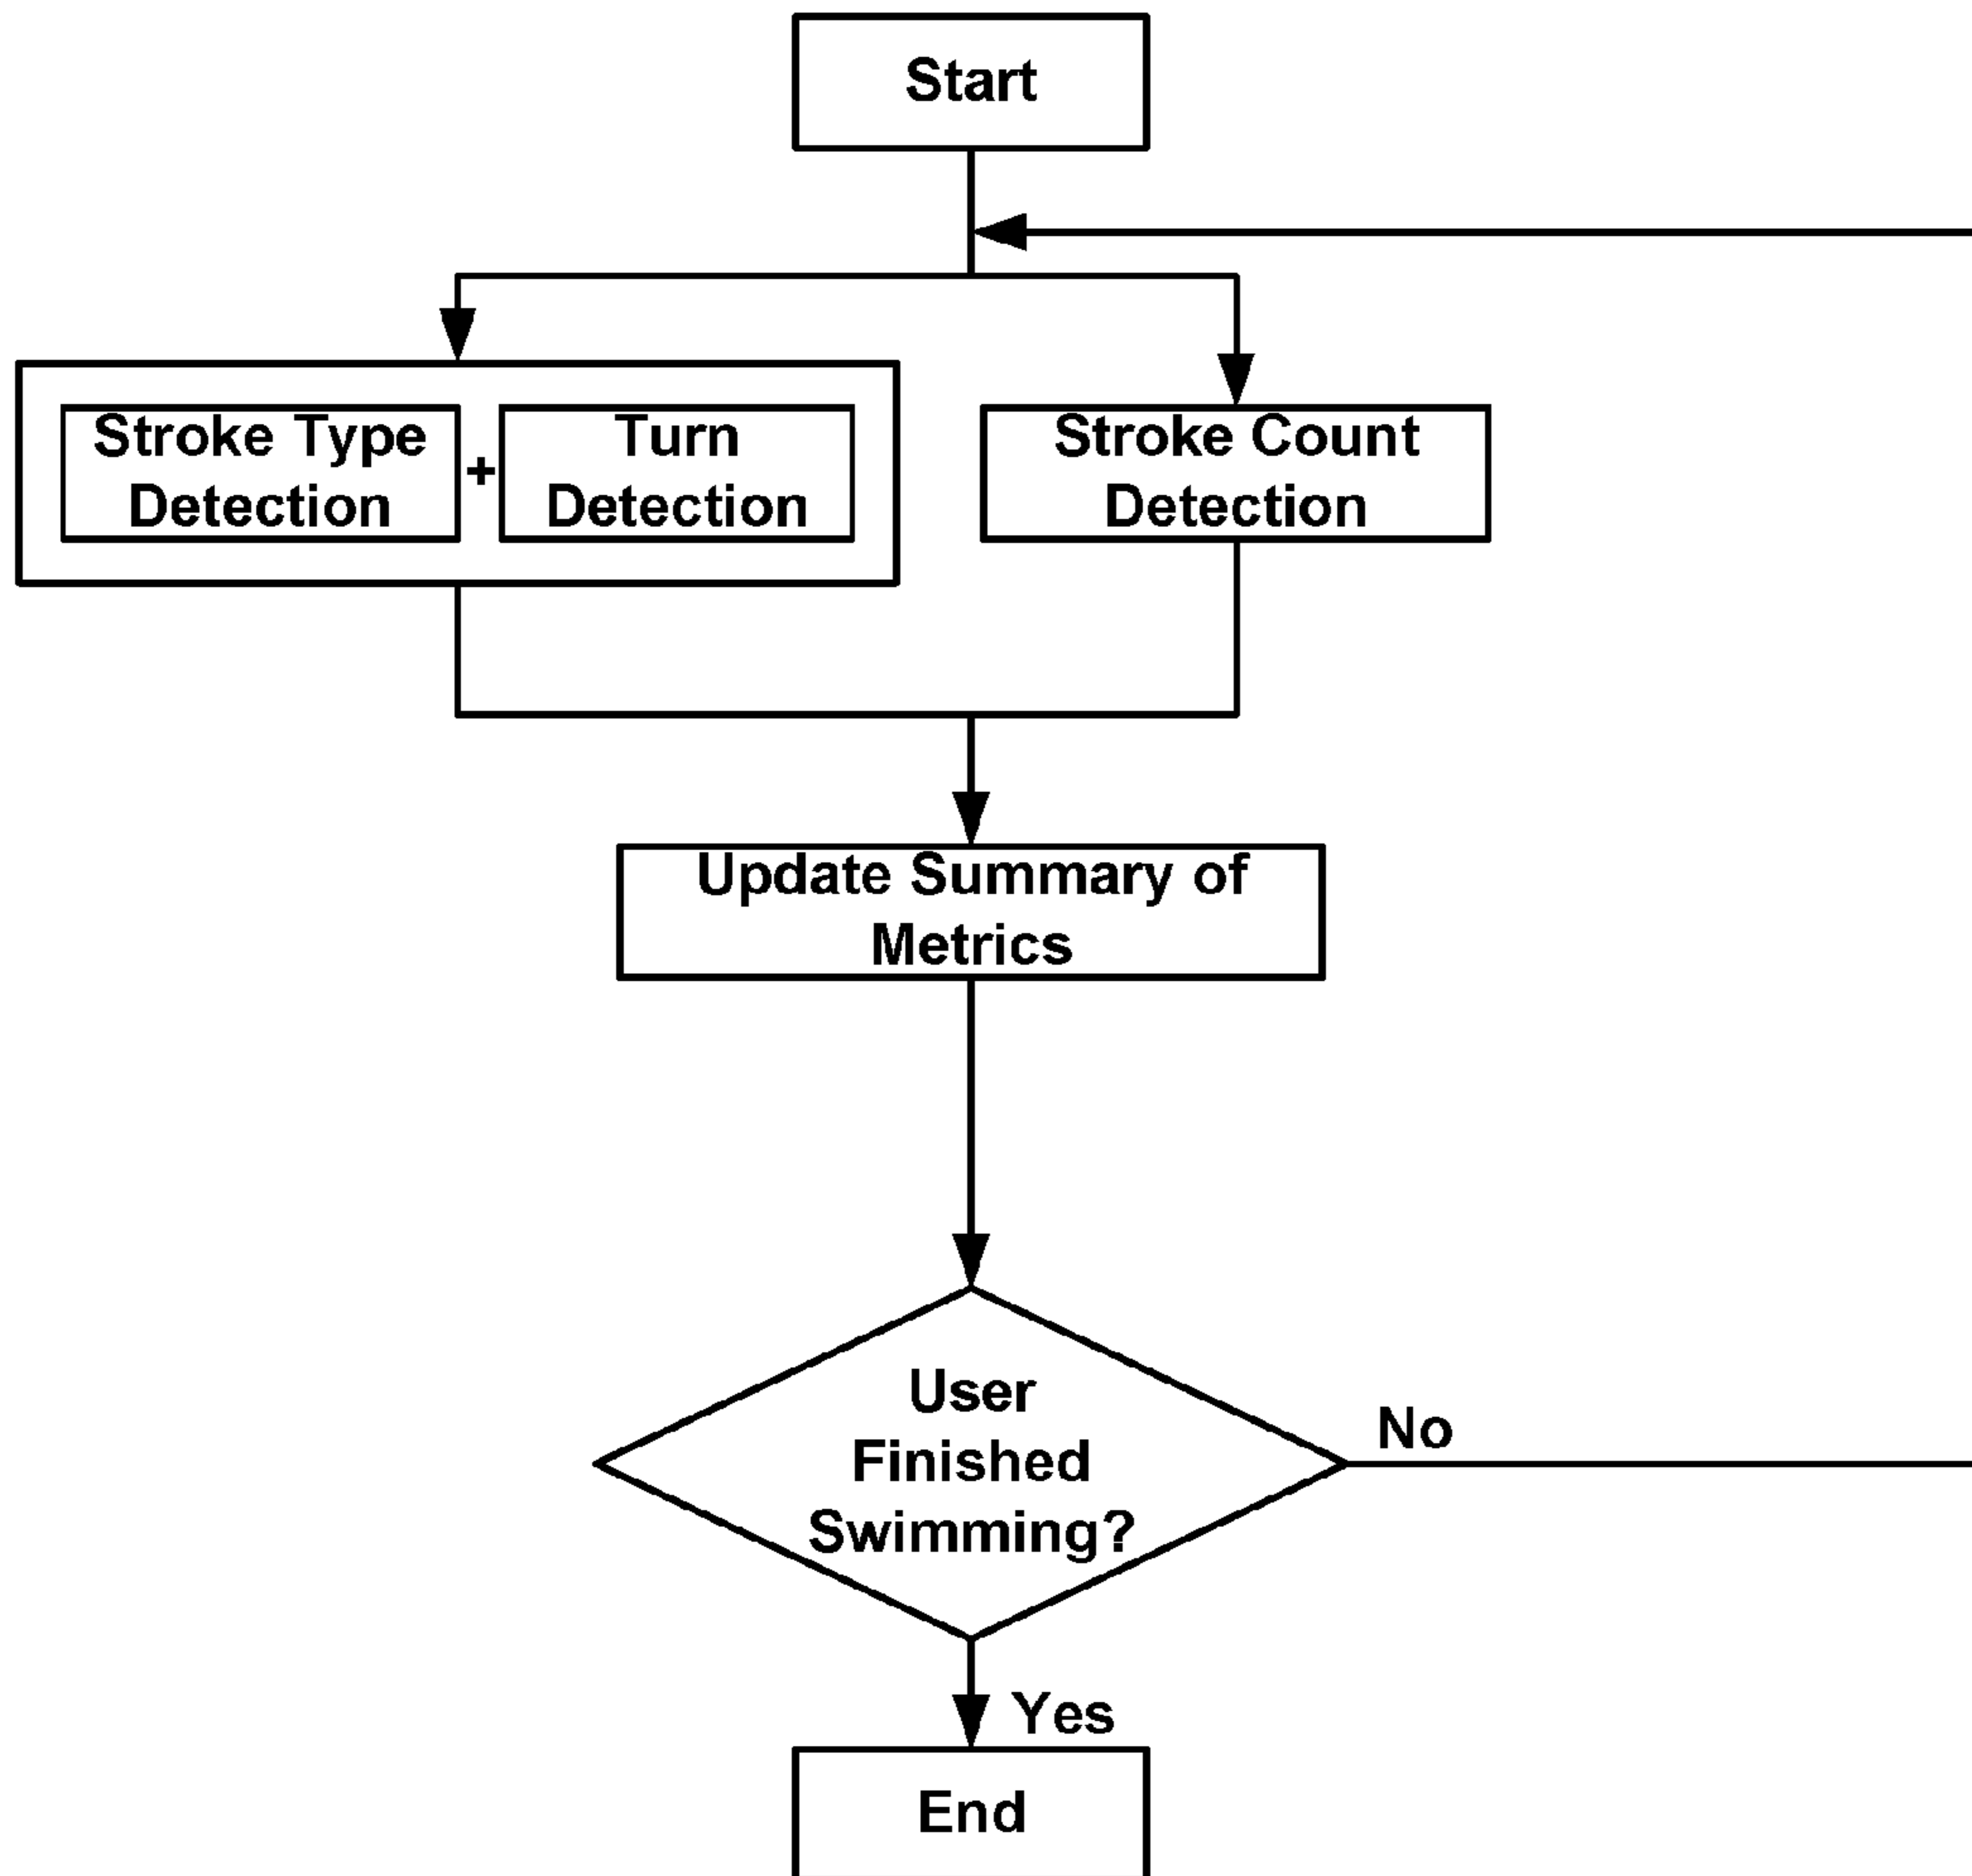 Start
Stroke Type
Detection
+
Turn
Detection
Stroke Count
Detection
Update Summary of
Metrics
User
Finished
Swimming?
No
Yes
End